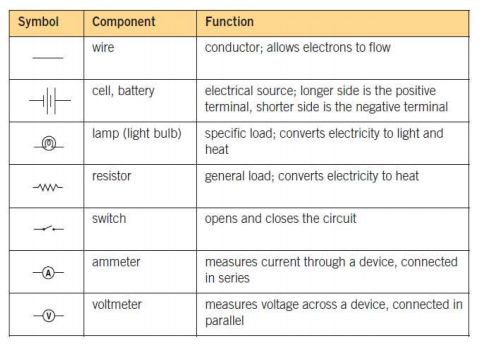 Symbol Component Function
wire conductor; allows electrons to flow
cell, battery electrical source; longer side is the positive
terminal, shorter side is the negative terminal
lamp (light bulb) specific load; converts electricity to light and
heat
resistor general load; converts electricity to heat
switch opens and closes the circuit
ammeter measures current through a device, connected
A
in series
voltmeter measures voltage across a device, connected in
V
parallel